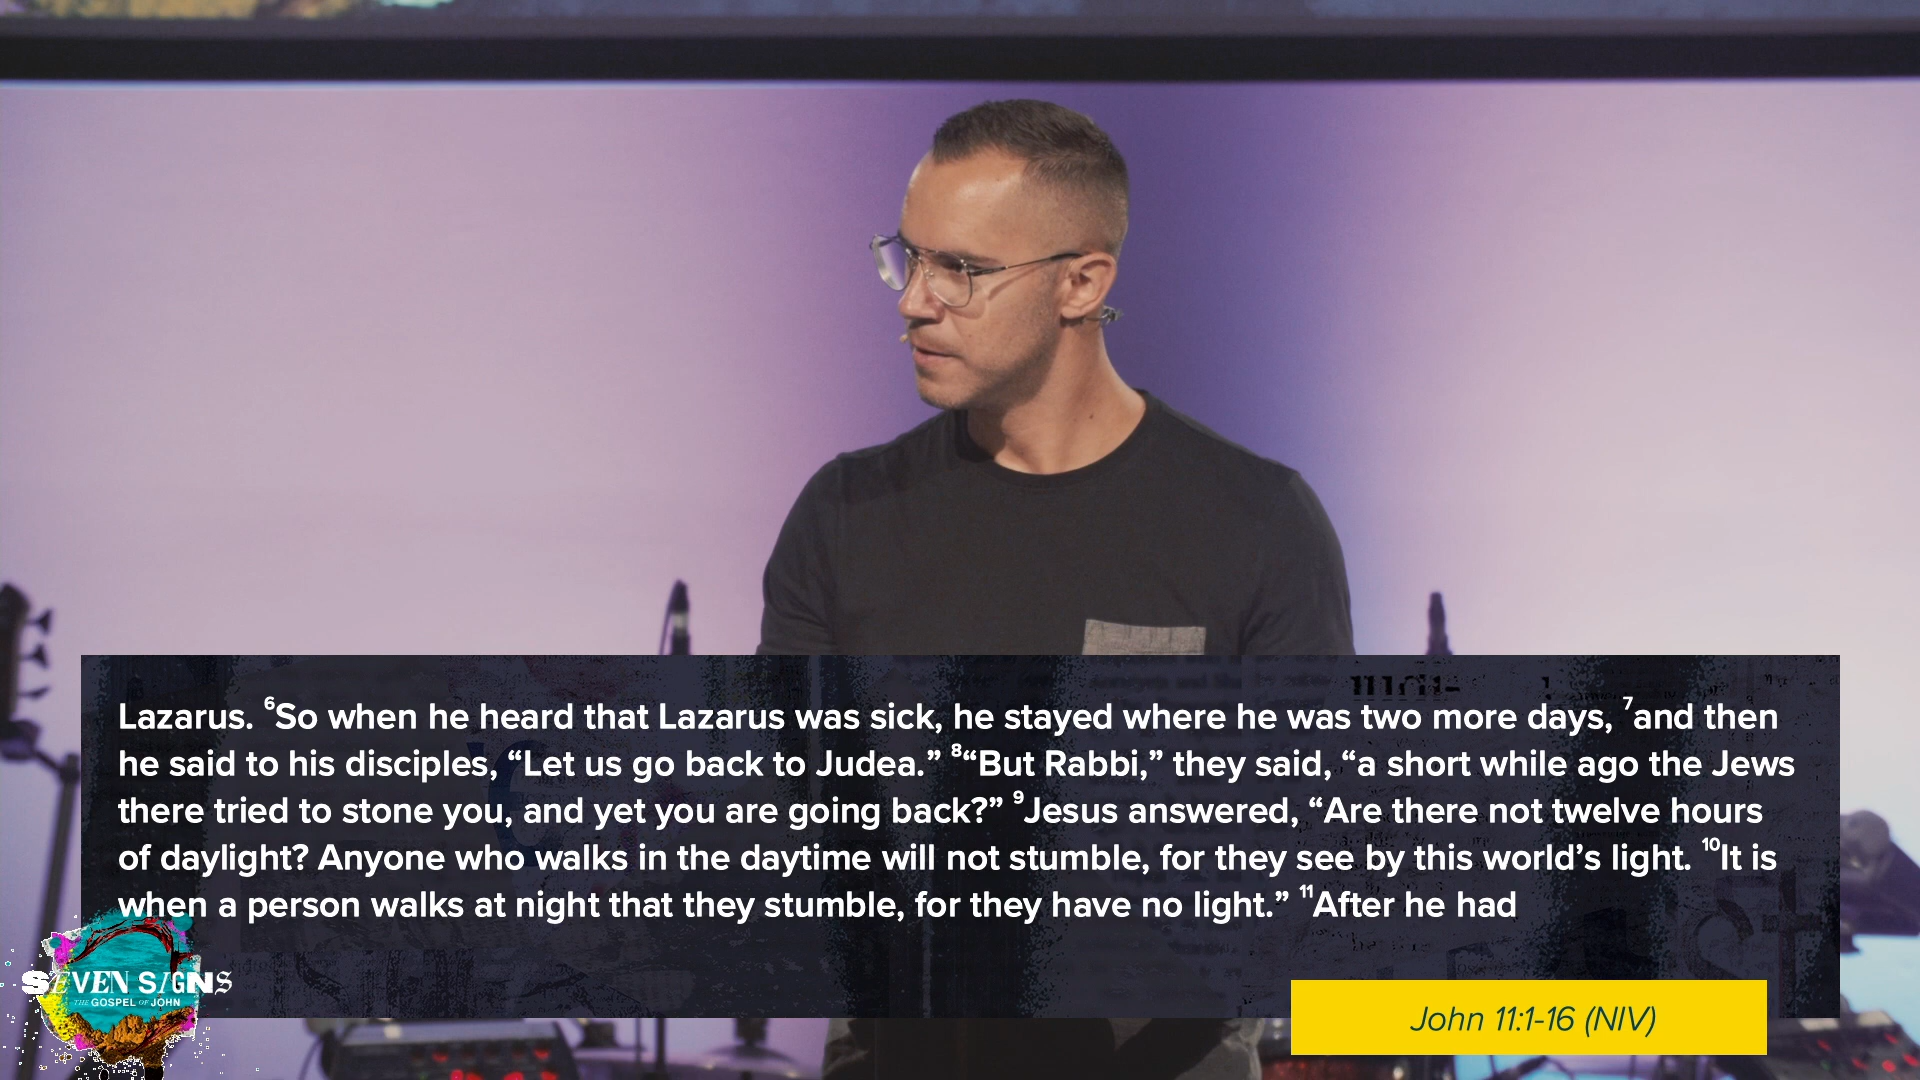 Lazarus. ⁶So when he heard that Lazarus was sick, he stayed where he was two more days, ⁷and then
he said to his disciples, “Let us go back to Judea.” ⁸“But Rabbi,” they said, “a short while ago the Jews
there tried to stone you, and yet you are going back?” ⁹Jesus answered, “Are there not twelve hours
of daylight? Anyone who walks in the daytime will not stumble, for they see by this world’s light. ¹⁰It is
when a person walks at night that they stumble, for they have no light.” ¹¹After he had
SEVEN SIGNS
THE GOSPEL OF JOHN
John 11:1-16 (NIV)